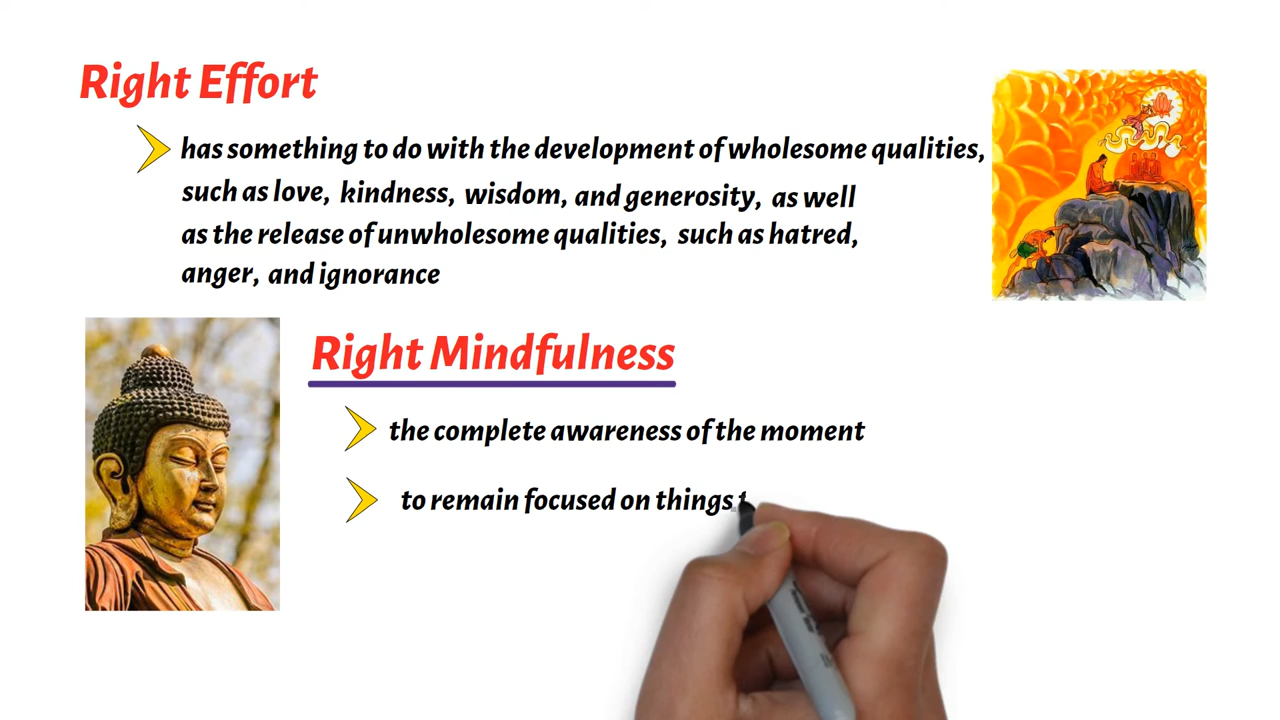 Right Effort
has something to do with the development of wholesome qualities,
such as love, kindness, wisdom, and generosity, as well
as the release of unwholesome qualities, such as hatred,
anger, and ignorance
Right Mindfulness
the complete awareness of the moment
to remain focused on things